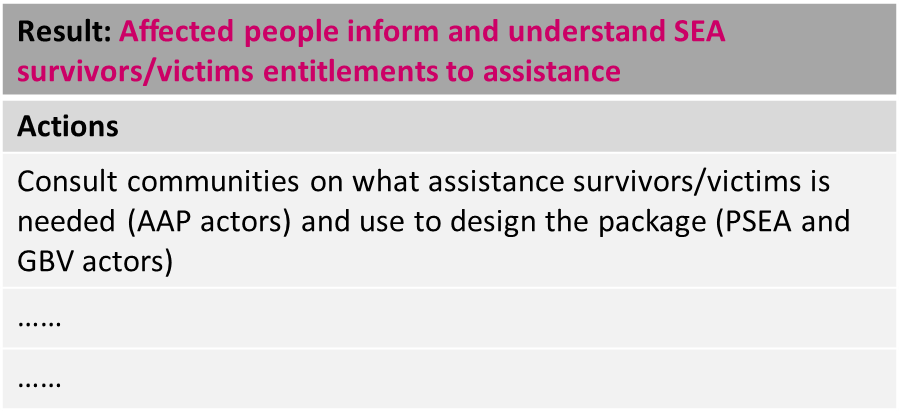 Result: Affected people inform and understand SEA
survivors/victims entitlements to assistance
Actions
Consult communities on what assistance survivors/victims is
needed (AAP actors) and use to design the package (PSEA and
GBV actors)
……
……